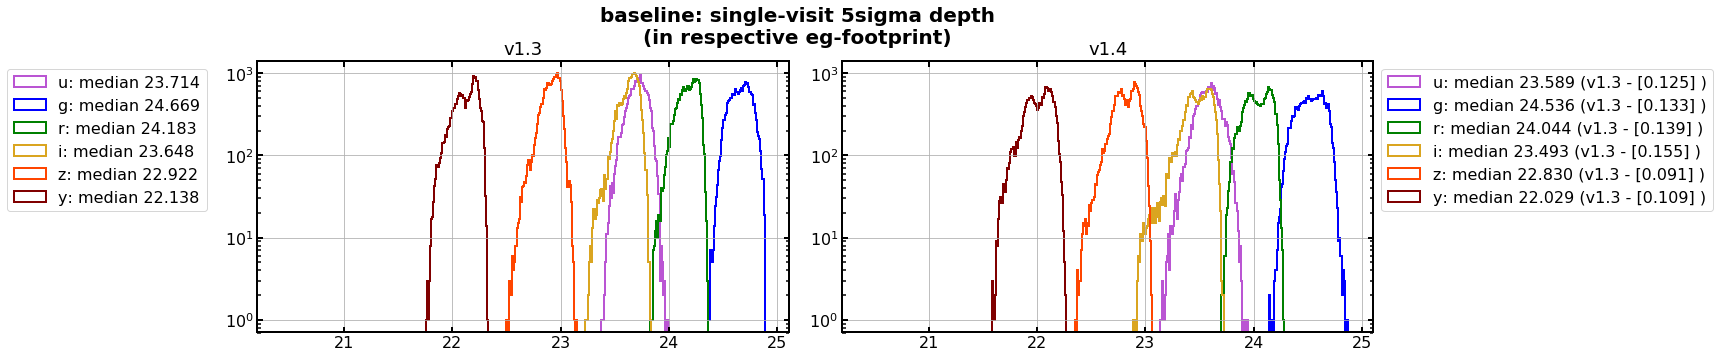 baseline: single-visit 5sigma depth
(in respective eg-footprint)
v1.3
v1.4
u: median 23.714
g: median 24.669
r: median 24.183
i: median 23.648
z: median 22.922
y: median 22.138
10³
10²
10¹
10⁰
21 22 23 24 25
10³
10²
10¹
10⁰
21 22 23 24 25
u: median 23.589 (v1.3 - [0.125] )
g: median 24.536 (v1.3 - [0.133] )
r: median 24.044 (v1.3 - [0.139] )
i: median 23.493 (v1.3 - [0.155] )
z: median 22.830 (v1.3 - [0.091] )
y: median 22.029 (v1.3 - [0.109] )